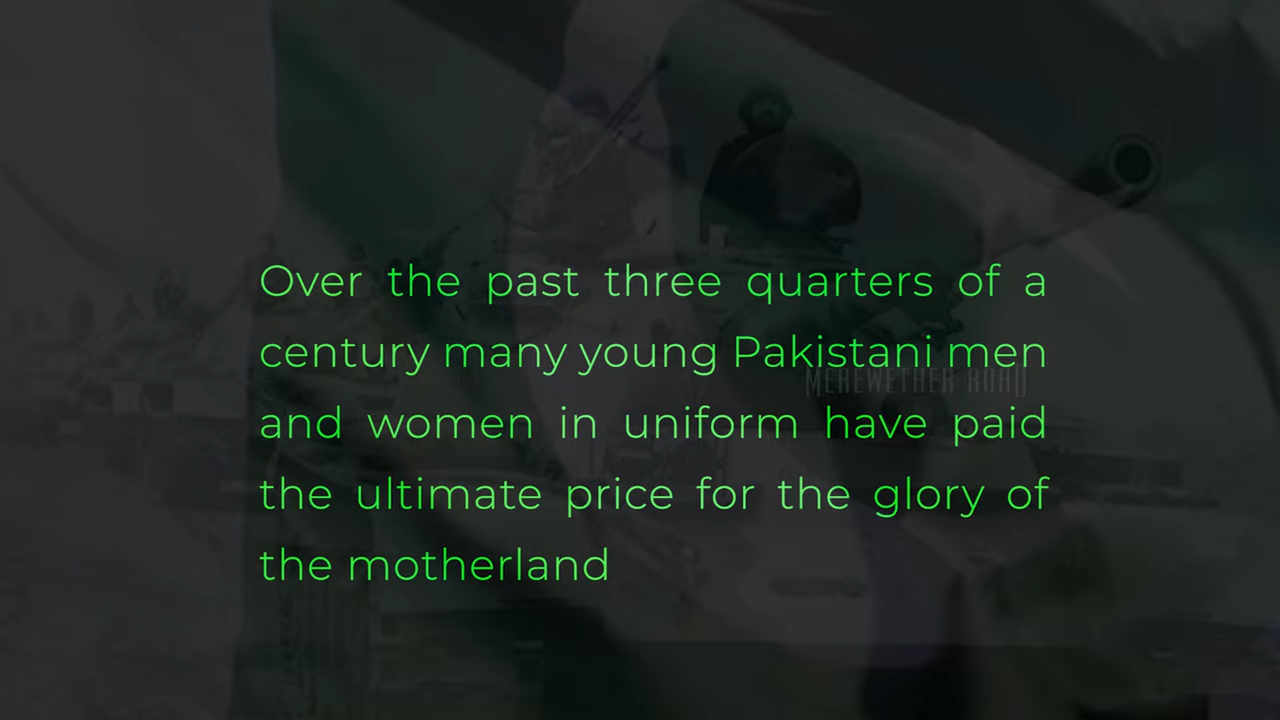 Over the past three quarters of a
century many young Pakistani men
MEREWETHER ROAD
and women in uniform have paid
the ultimate price for the glory of
the motherland